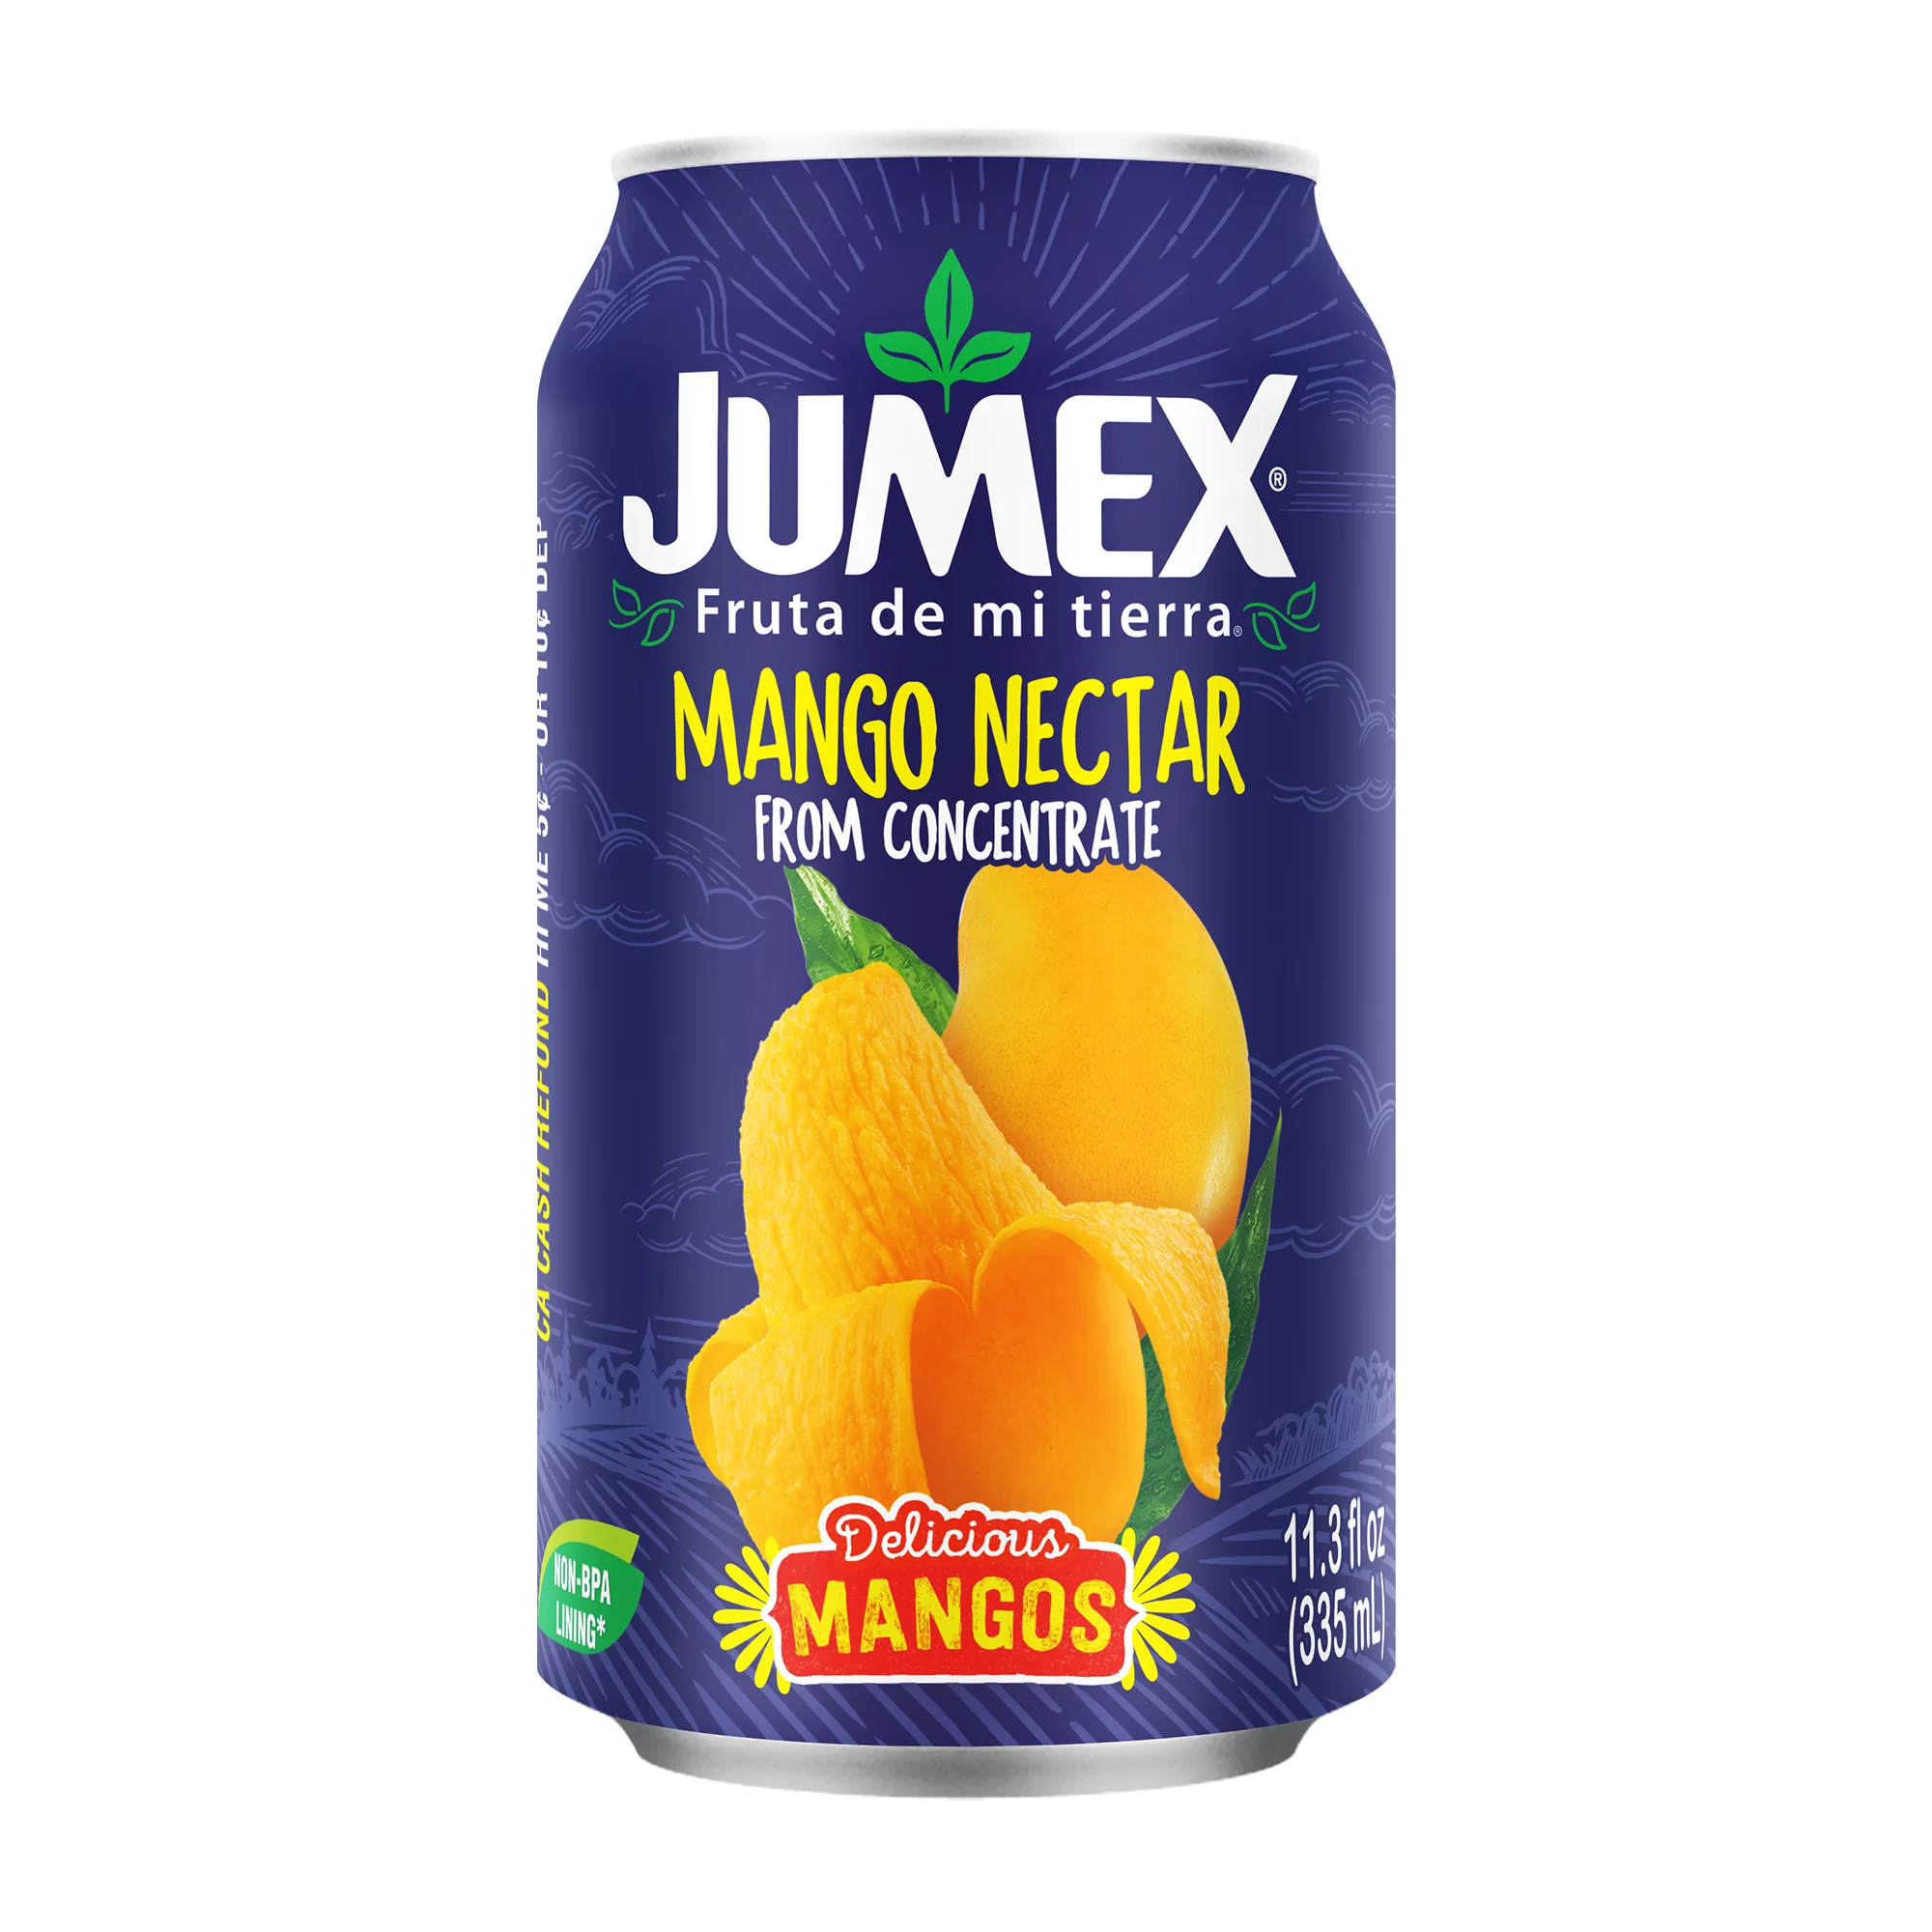 JUMEX®
Fruta de mi tierra®
MANGO NECTAR
FROM CONCENTRATE
CA CASH REFUND HI ME 5¢ - OR 10¢ DEP
Delicious
MANGOS
NON-BPA
LINING*
11.3 fl oz
(335 mL)